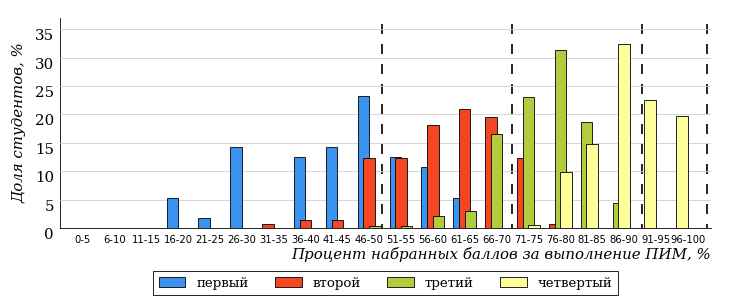 Доля студентов, %
35
30
25
20
15
10
5
0
0-5 6-10 11-15 16-20 21-25 26-30 31-35 36-40 41-45 46-50 51-55 56-60 61-65 66-70 71-75 76-80 81-85 86-90 91-95 96-100
Процент набранных баллов за выполнение ПИМ, %
первый второй третий четвертый